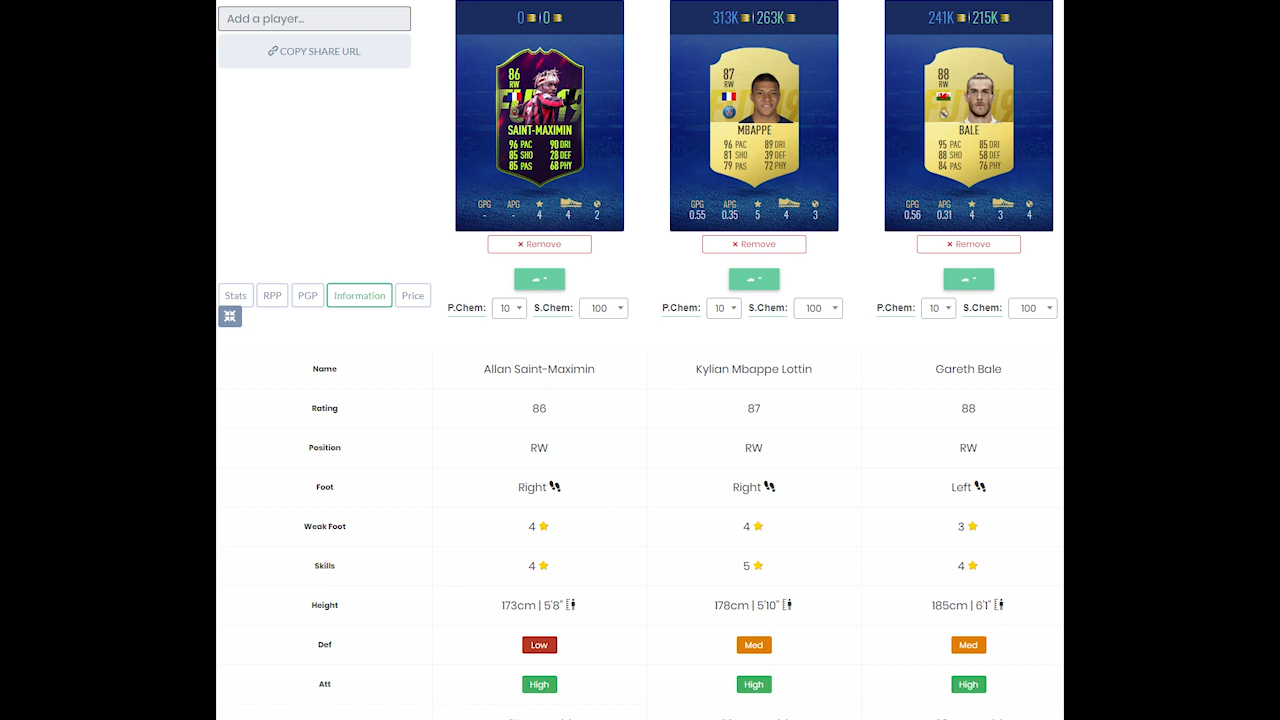 Add a player...
COPY SHARE URL
0 | 0
313K | 263K
241K | 215K
86
RW
SAINT-MAXIMIN
96 PAC 90 DRI
85 SHO 28 DEF
85 PAS 68 PHY
GPG APG
- - 4 4 2
87
RW
MBAPPE
96 PAC 89 DRI
81 SHO 39 DEF
79 PAS 72 PHY
GPG APG
0.55 0.35 5 4 3
88
RW
BALE
95 PAC 85 DRI
88 SHO 58 DEF
84 PAS 76 PHY
GPG APG
0.56 0.31 4 3 4
× Remove × Remove × Remove
Stats RPP PGP Information Price
P.Chem: 10 S.Chem: 100 P.Chem: 10 S.Chem: 100 P.Chem: 10 S.Chem: 100
Name Allan Saint-Maximin Kylian Mbappe Lottin Gareth Bale
Rating 86 87 88
Position RW RW RW
Foot Right Right Left
Weak Foot 4 4 3
Skills 4 5 4
Height 173cm | 5'8" 178cm | 5'10" 185cm | 6'1"
Def Low Med Med
Att High High High